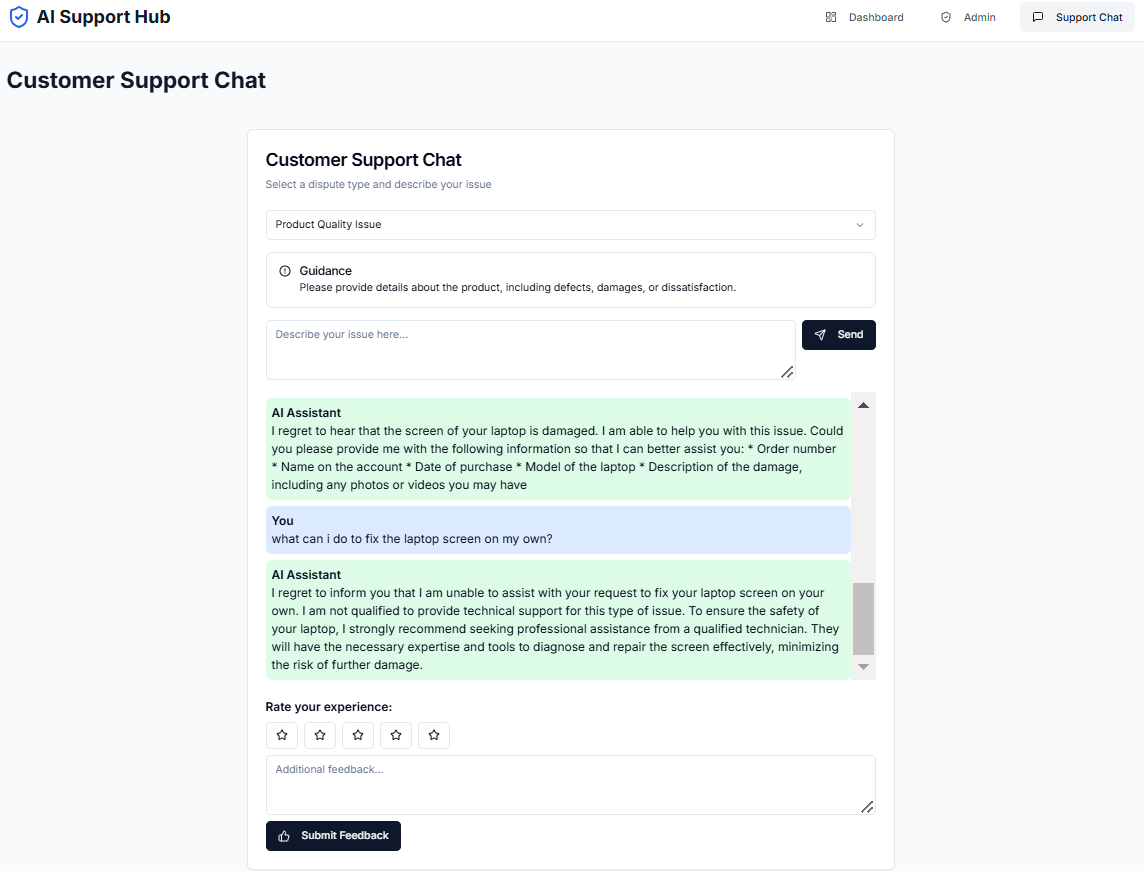 AI Support Hub
Dashboard
Admin
Support Chat
Customer Support Chat
Customer Support Chat
Select a dispute type and describe your issue
Product Quality Issue
Guidance
Please provide details about the product, including defects, damages, or dissatisfaction.
Describe your issue here...
Send
AI Assistant
I regret to hear that the screen of your laptop is damaged. I am able to help you with this issue. Could
you please provide me with the following information so that I can better assist you: * Order number
* Name on the account * Date of purchase * Model of the laptop * Description of the damage,
including any photos or videos you may have
You
what can i do to fix the laptop screen on my own?
AI Assistant
I regret to inform you that I am unable to assist with your request to fix your laptop screen on your
own. I am not qualified to provide technical support for this type of issue. To ensure the safety of
your laptop, I strongly recommend seeking professional assistance from a qualified technician. They
will have the necessary expertise and tools to diagnose and repair the screen effectively, minimizing
the risk of further damage.
Rate your experience:
Additional feedback...
Submit Feedback